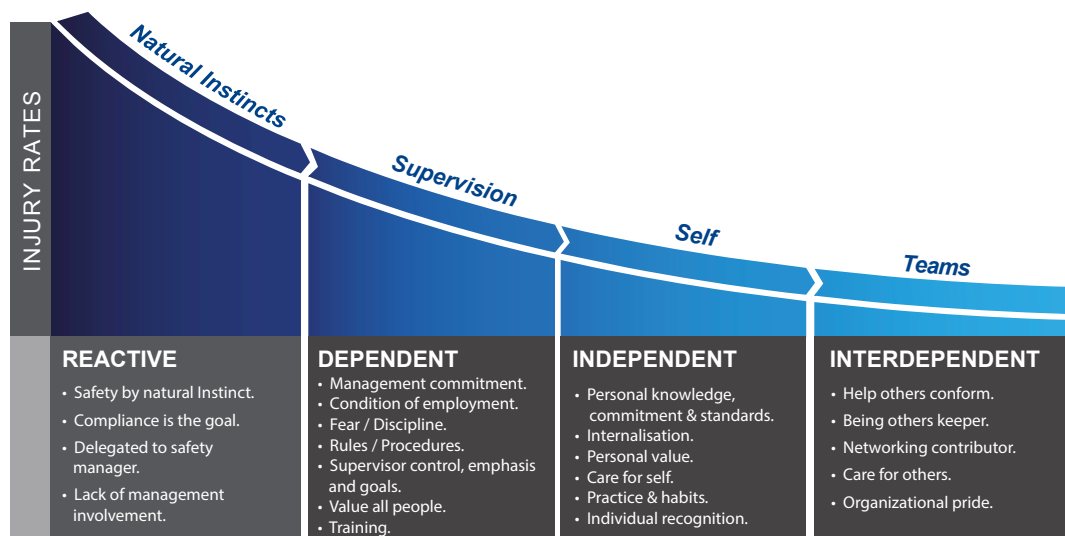 INJURY RATES
Natural Instincts
Supervision
Self
Teams
REACTIVE
• Safety by natural Instinct.
• Compliance is the goal.
• Delegated to safety
manager.
• Lack of management
involvement.
DEPENDENT
• Management commitment.
• Condition of employment.
• Fear / Discipline.
• Rules / Procedures.
• Supervisor control, emphasis
and goals.
• Value all people.
• Training.
INDEPENDENT
• Personal knowledge,
commitment & standards.
• Internalisation.
• Personal value.
• Care for self.
• Practice & habits.
• Individual recognition.
INTERDEPENDENT
• Help others conform.
• Being others keeper.
• Networking contributor.
• Care for others.
• Organizational pride.